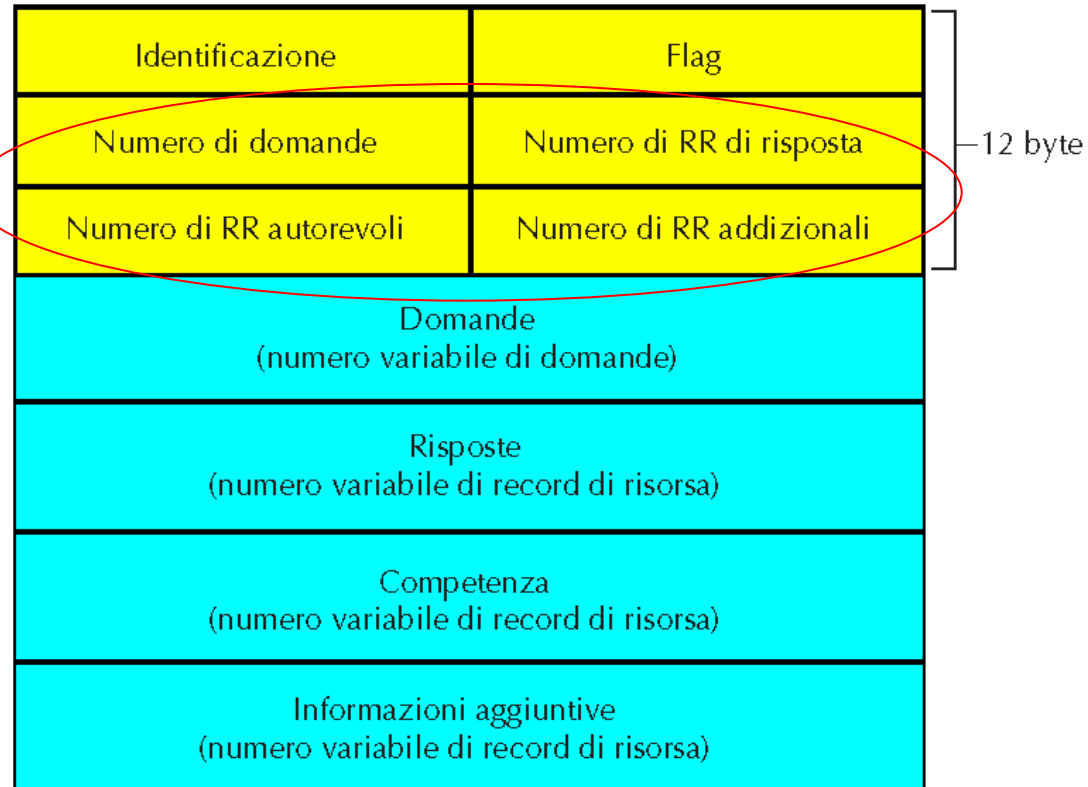 Identificazione
Flag
Numero di domande
Numero di RR di risposta
12 byte
Numero di RR autorevoli
Numero di RR addizionali
Domande
(numero variabile di domande)
Risposte
(numero variabile di record di risorsa)
Competenza
(numero variabile di record di risorsa)
Informazioni aggiuntive
(numero variabile di record di risorsa)